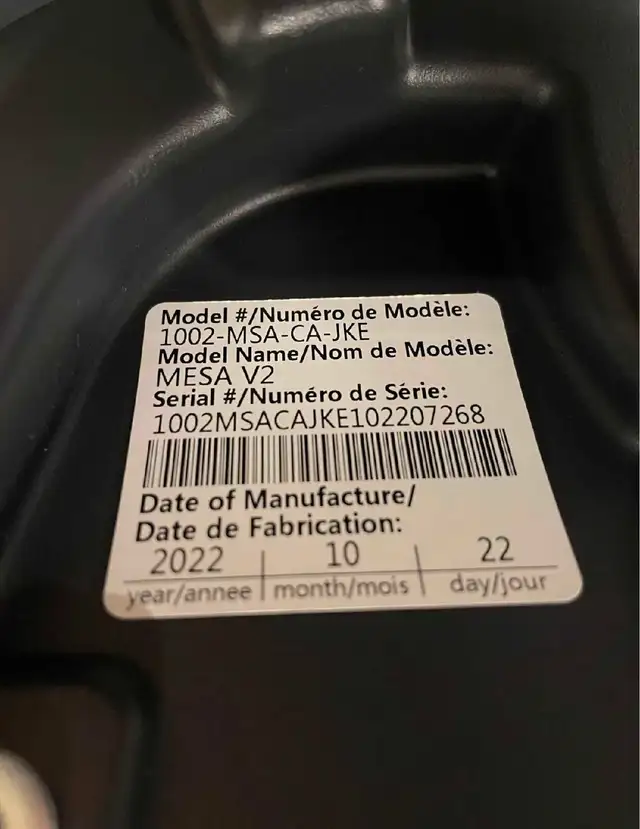 Model #/Numéro de Modèle:
1002-MSA-CA-JKE
Model Name/Nom de Modèle:
MESA V2
Serial #/Numéro de Série:
1002MSACAJKE102207268
Date of Manufacture/
Date de Fabrication:
2022 10 22
year/annee month/mois day/jour